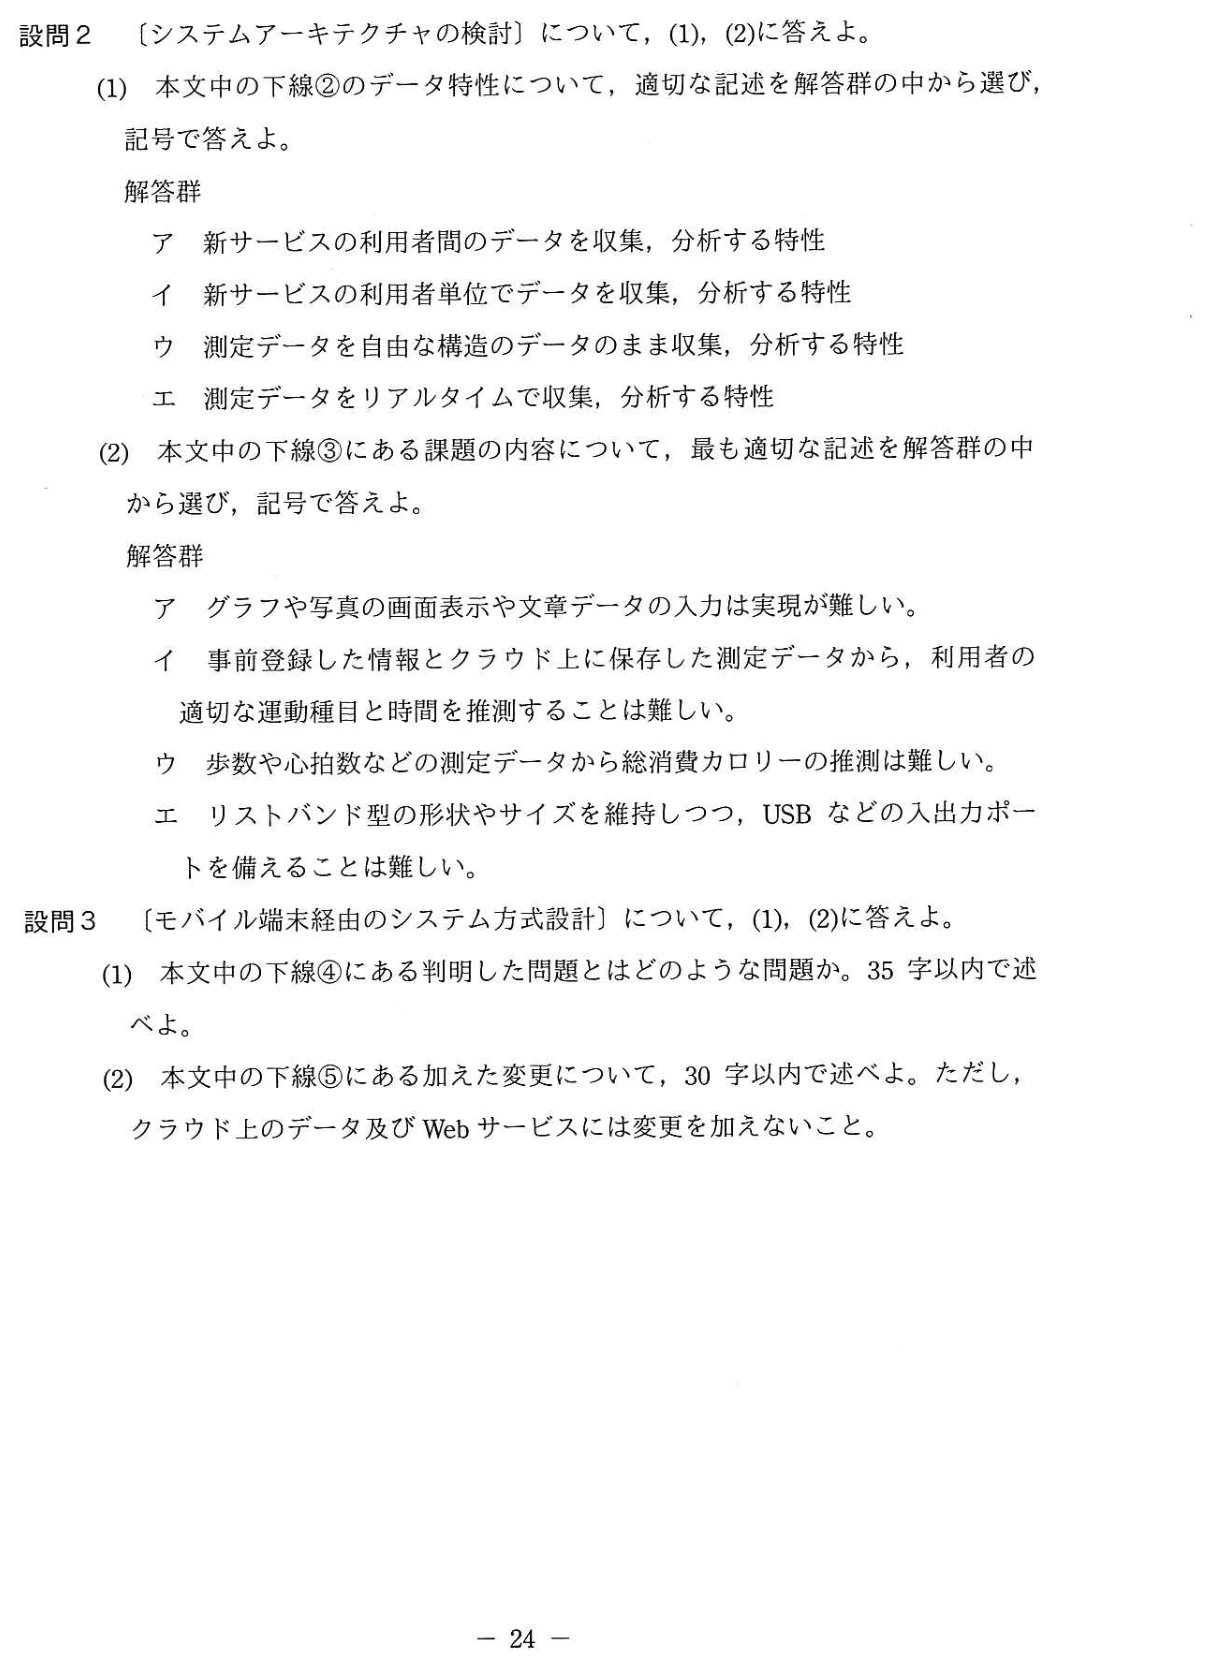 設問2　〔システムアーキテクチャの検討〕について，(1)，(2)に答えよ。
(1)　本文中の下線②のデータ特性について，適切な記述を解答群の中から選び，
記号で答えよ。
解答群
ア　新サービスの利用者間のデータを収集，分析する特性
イ　新サービスの利用者単位でデータを収集，分析する特性
ウ　測定データを自由な構造のデータのまま収集，分析する特性
エ　測定データをリアルタイムで収集，分析する特性
(2)　本文中の下線③にある課題の内容について，最も適切な記述を解答群の中
から選び，記号で答えよ。
解答群
ア　グラフや写真の画面表示や文章データの入力は実現が難しい。
イ　事前登録した情報とクラウド上に保存した測定データから，利用者の
適切な運動種目と時間を推測することは難しい。
ウ　歩数や心拍数などの測定データから総消費カロリーの推測は難しい。
エ　リストバンド型の形状やサイズを維持しつつ，USB などの入出力ポー
トを備えることは難しい。
設問3　〔モバイル端末経由のシステム方式設計〕について，(1)，(2)に答えよ。
(1)　本文中の下線④にある判明した問題とはどのような問題か。35 字以内で述
べよ。
(2)　本文中の下線⑤にある加えた変更について，30 字以内で述べよ。ただし，
クラウド上のデータ及び Web サービスには変更を加えないこと。
－ 24 －